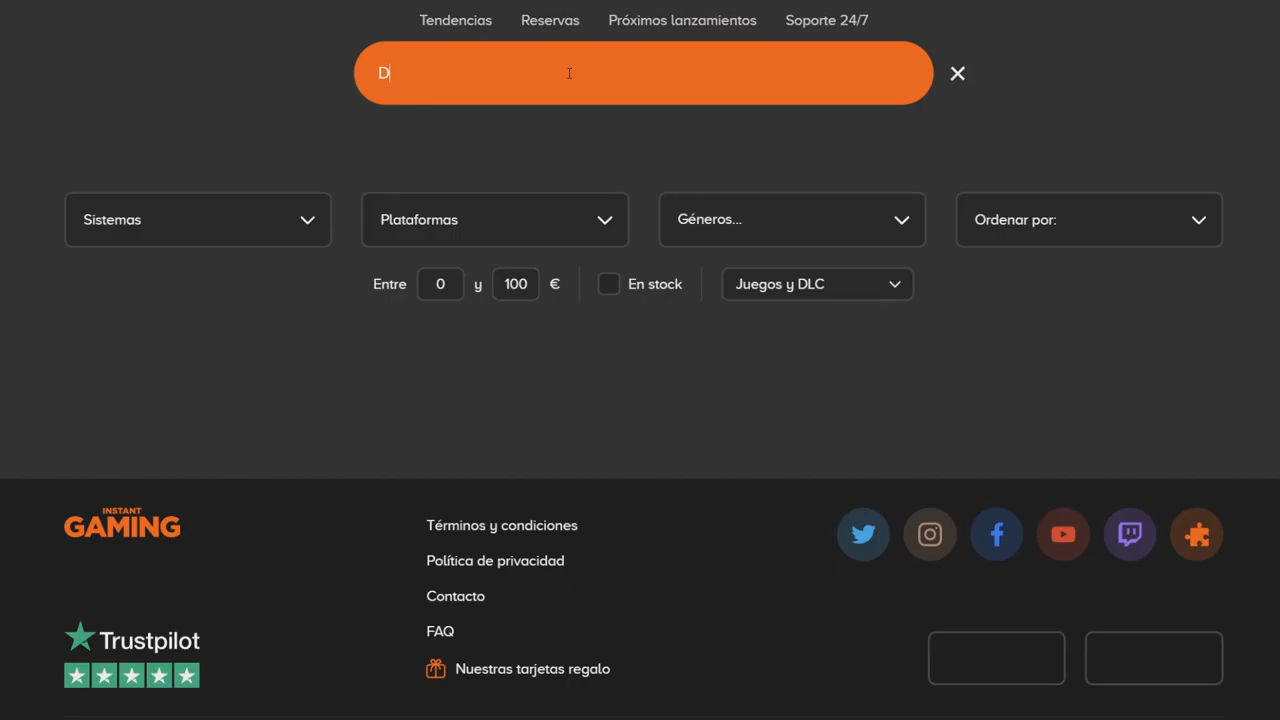 Tendencias Reservas Próximos lanzamientos Soporte 24/7
D
Sistemas Plataformas Géneros... Ordenar por:
Entre 0 y 100 € En stock Juegos y DLC
INSTANT
GAMING
Términos y condiciones
Política de privacidad
Contacto
FAQ
Nuestras tarjetas regalo
Trustpilot